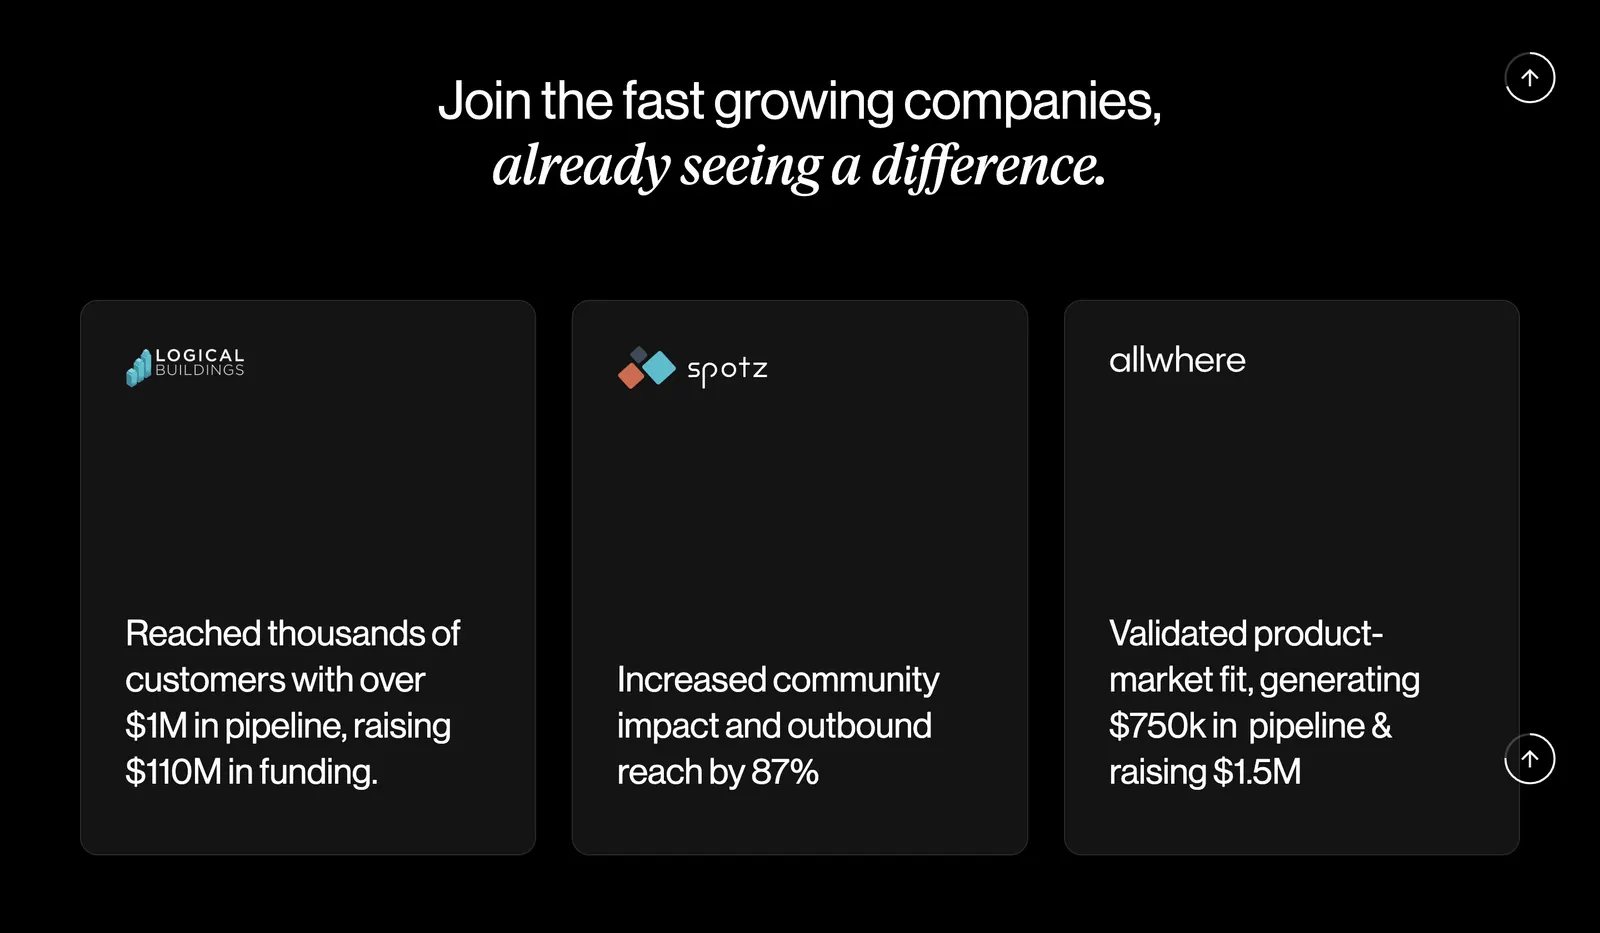 Join the fast growing companies,
already seeing a difference.
LOGICAL
BUILDINGS
Reached thousands of
customers with over
$1M in pipeline, raising
$110M in funding.
spotz
Increased community
impact and outbound
reach by 87%
allwhere
Validated product-
market fit, generating
$750k in  pipeline &
raising $1.5M